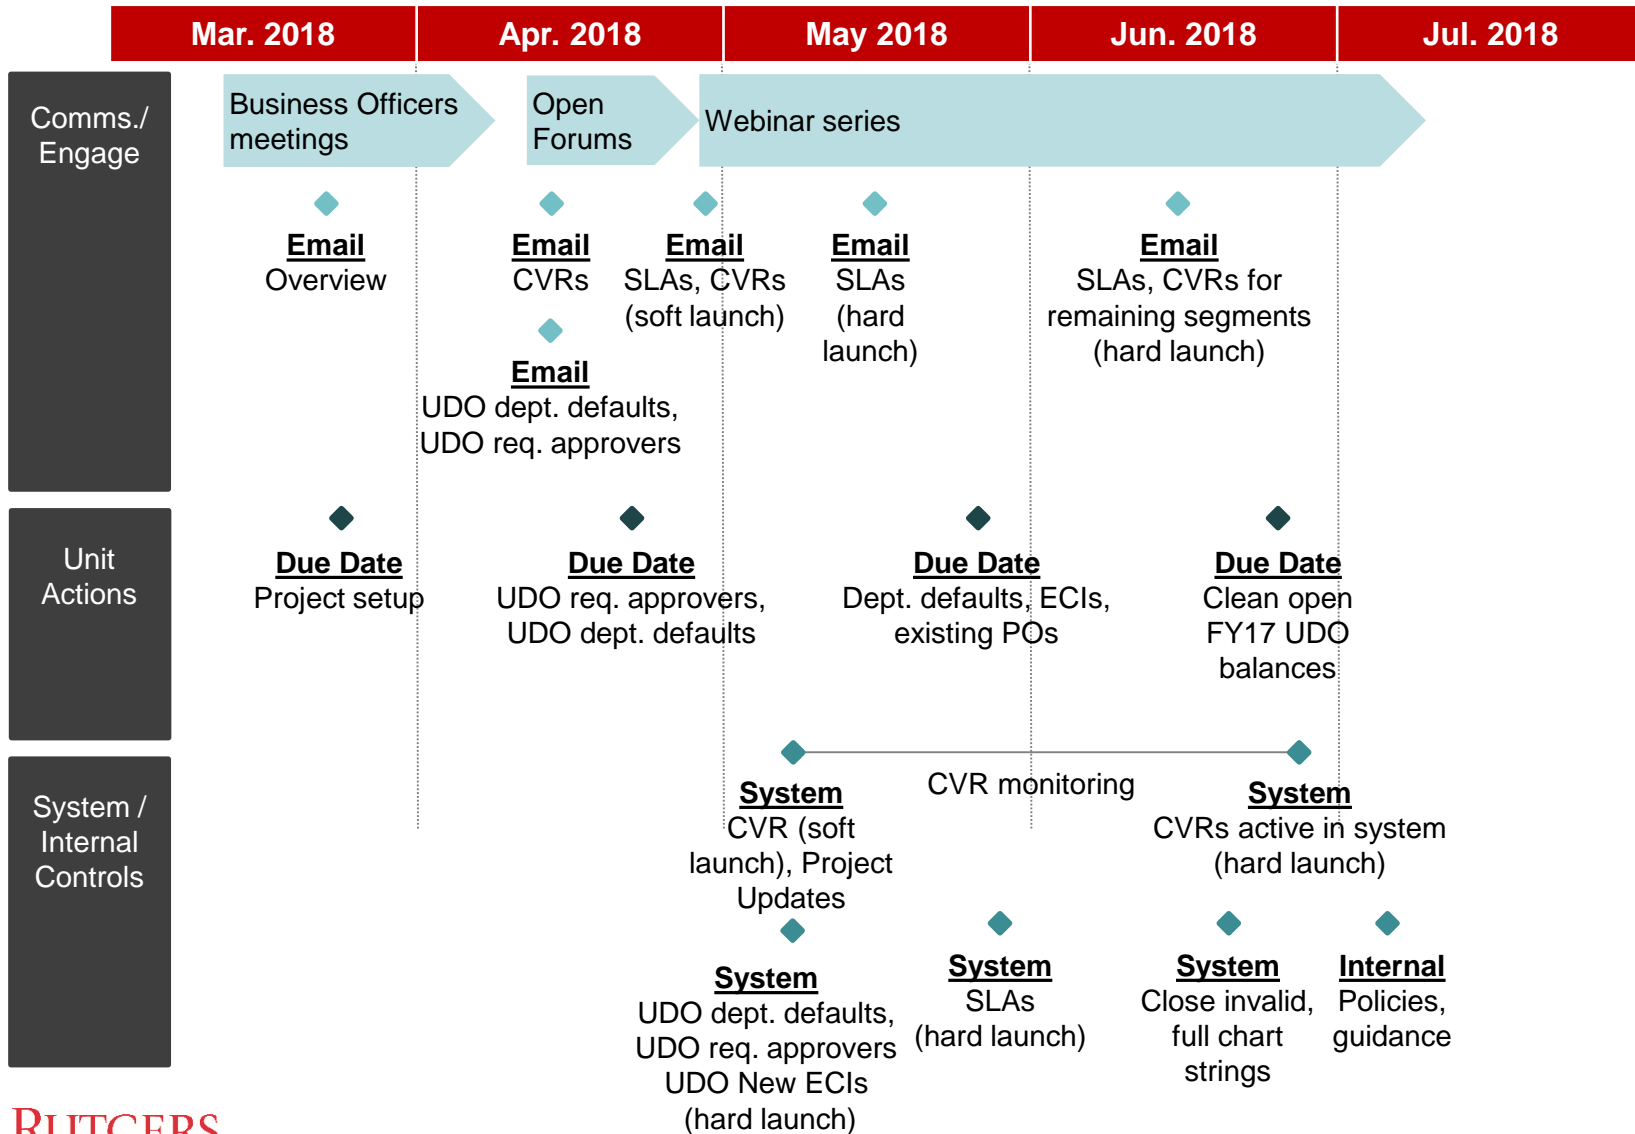 Mar. 2018
Apr. 2018
May 2018
Jun. 2018
Jul. 2018
Comms./
Engage
Business Officers
meetings
Open
Forums
Webinar series
Email
Overview
Email
CVRs
Email
SLAs, CVRs
(soft launch)
Email
SLAs
(hard
launch)
Email
SLAs, CVRs for
remaining segments
(hard launch)
Email
UDO dept. defaults,
UDO req. approvers
Unit
Actions
Due Date
Project setup
Due Date
UDO req. approvers,
UDO dept. defaults
Due Date
Dept. defaults, ECIs,
existing POs
Due Date
Clean open
FY17 UDO
balances
System /
Internal
Controls
System
CVR (soft
launch), Project
Updates
CVR monitoring
System
CVRs active in system
(hard launch)
System
UDO dept. defaults,
UDO req. approvers
UDO New ECIs
(hard launch)
System
SLAs
(hard launch)
System
Close invalid,
full chart
strings
Internal
Policies,
guidance
RUTGERS